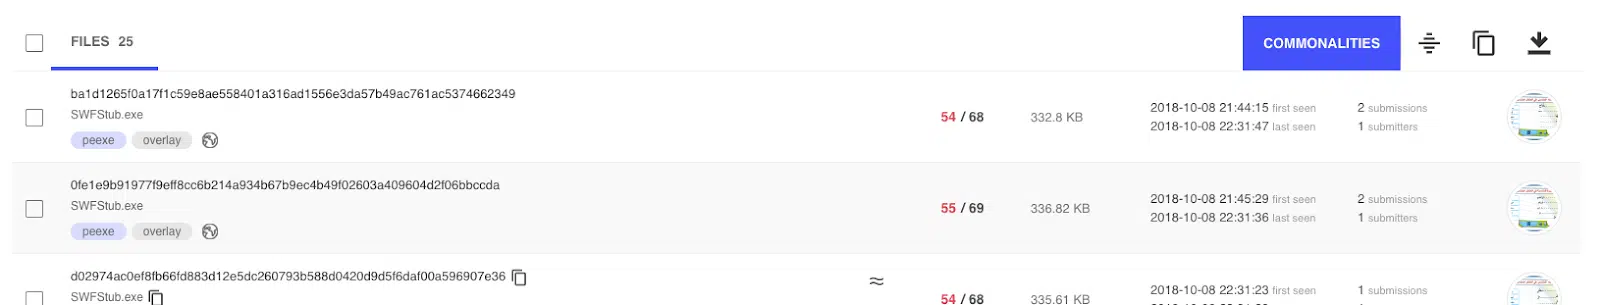 FILES 25
COMMONALITIES
ba1d1265f0a17f1c59e8ae558401a316ad1556e3da57b49ac761ac5374662349
SWFStub.exe
peexe overlay
54 / 68
332.8 KB
2018-10-08 21:44:15 first seen
2018-10-08 22:31:47 last seen
2 submissions
1 submitters
0fe1e9b91977f9eff8cc6b214a934b67b9ec4b49f02603a409604d2f06bbccda
SWFStub.exe
peexe overlay
55 / 69
336.82 KB
2018-10-08 21:45:29 first seen
2018-10-08 22:31:36 last seen
2 submissions
1 submitters
d02974ac0ef8fb66fd883d12e5dc260793b588d0420d9d5f6daf00a596907e36
SWFStub.exe
54 / 68
335.61 KB
2018-10-08 22:31:23 first seen
1 submissions